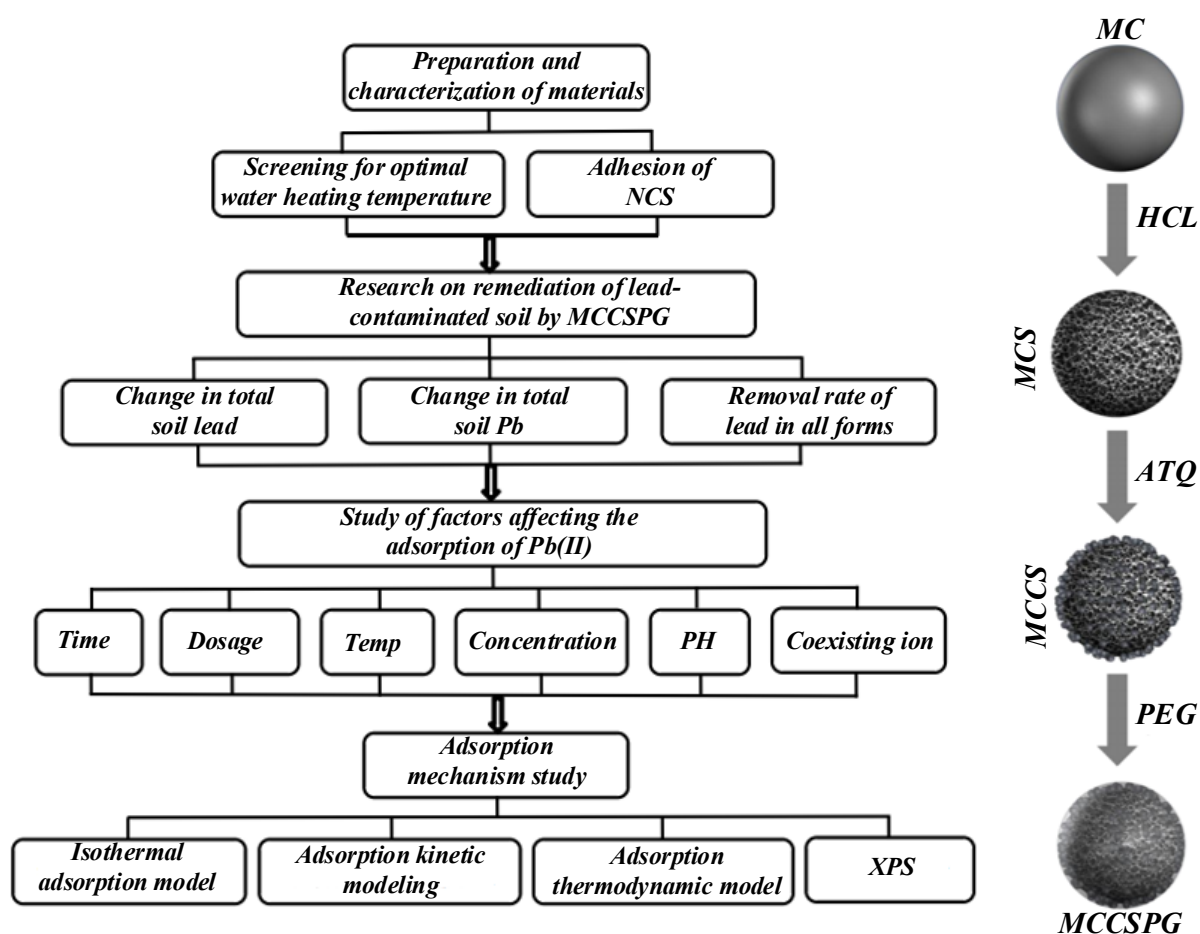 Preparation and
characterization of materials
Screening for optimal
water heating temperature
Adhesion of
NCS
Research on remediation of lead-
contaminated soil by MCCSPG
Change in total
soil lead
Change in total
soil Pb
Removal rate of
lead in all forms
Study of factors affecting the
adsorption of Pb(II)
Time
Dosage
Temp
Concentration
PH
Coexisting ion
Adsorption
mechanism study
Isothermal
adsorption model
Adsorption kinetic
modeling
Adsorption
thermodynamic model
XPS
MC
HCL
MCS
ATQ
MCCS
PEG
MCCSPG